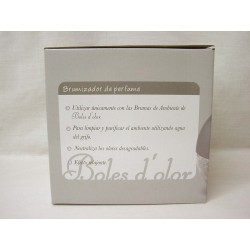 Brumizador de perfume
Utilizar únicamente con las Brumas de Ambiente de
Boles d'olor
Para limpiar y purificar el ambiente utilizando agua
del grifo.
Neutraliza los olores desagradables.
Boles d'olor